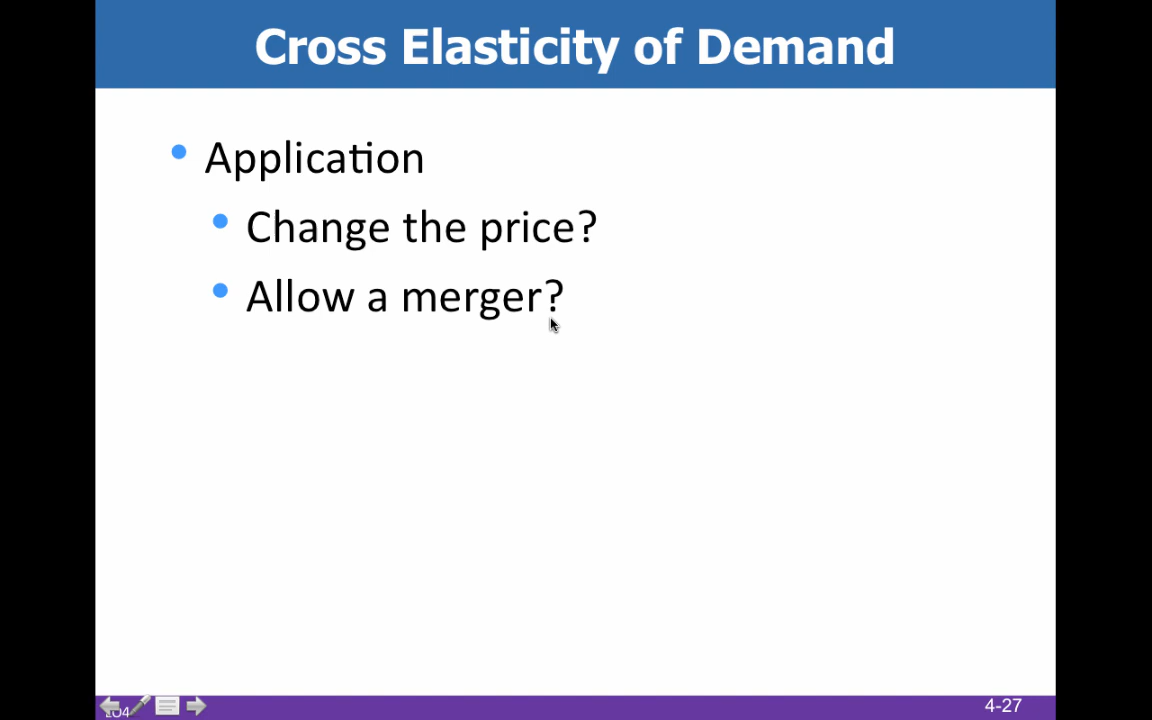 Cross Elasticity of Demand
• Application
• Change the price?
• Allow a merger?
4-27